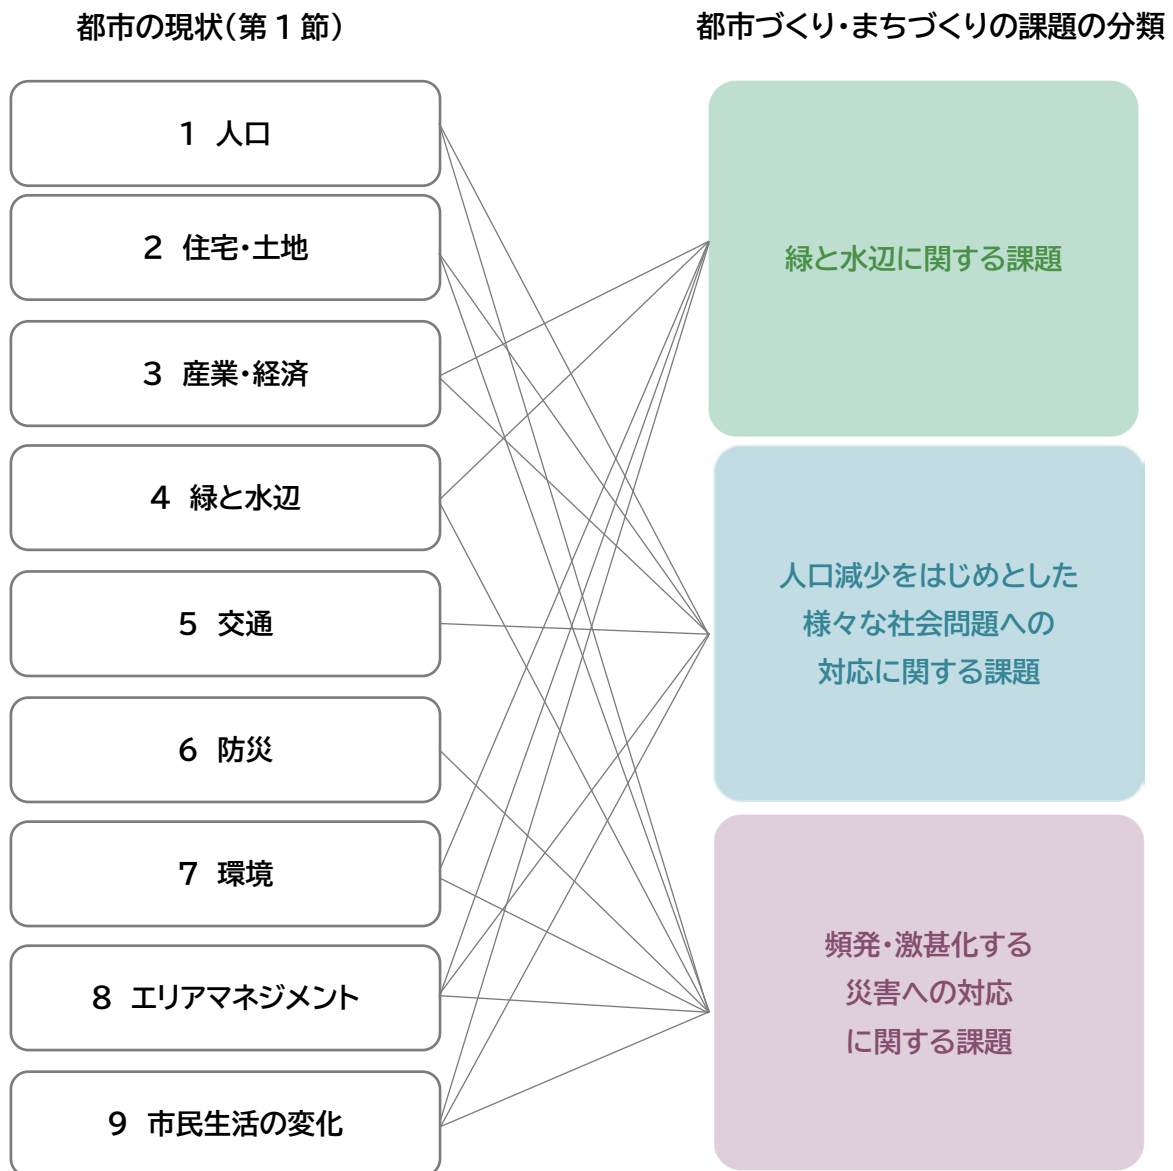 都市の現状(第1節)
都市づくり・まちづくりの課題の分類
1 人口
2 住宅・土地
3 産業・経済
4 緑と水辺
5 交通
6 防災
7 環境
8 エリアマネジメント
9 市民生活の変化
緑と水辺に関する課題
人口減少をはじめとした
様々な社会問題への
対応に関する課題
頻発・激甚化する
災害への対応
に関する課題